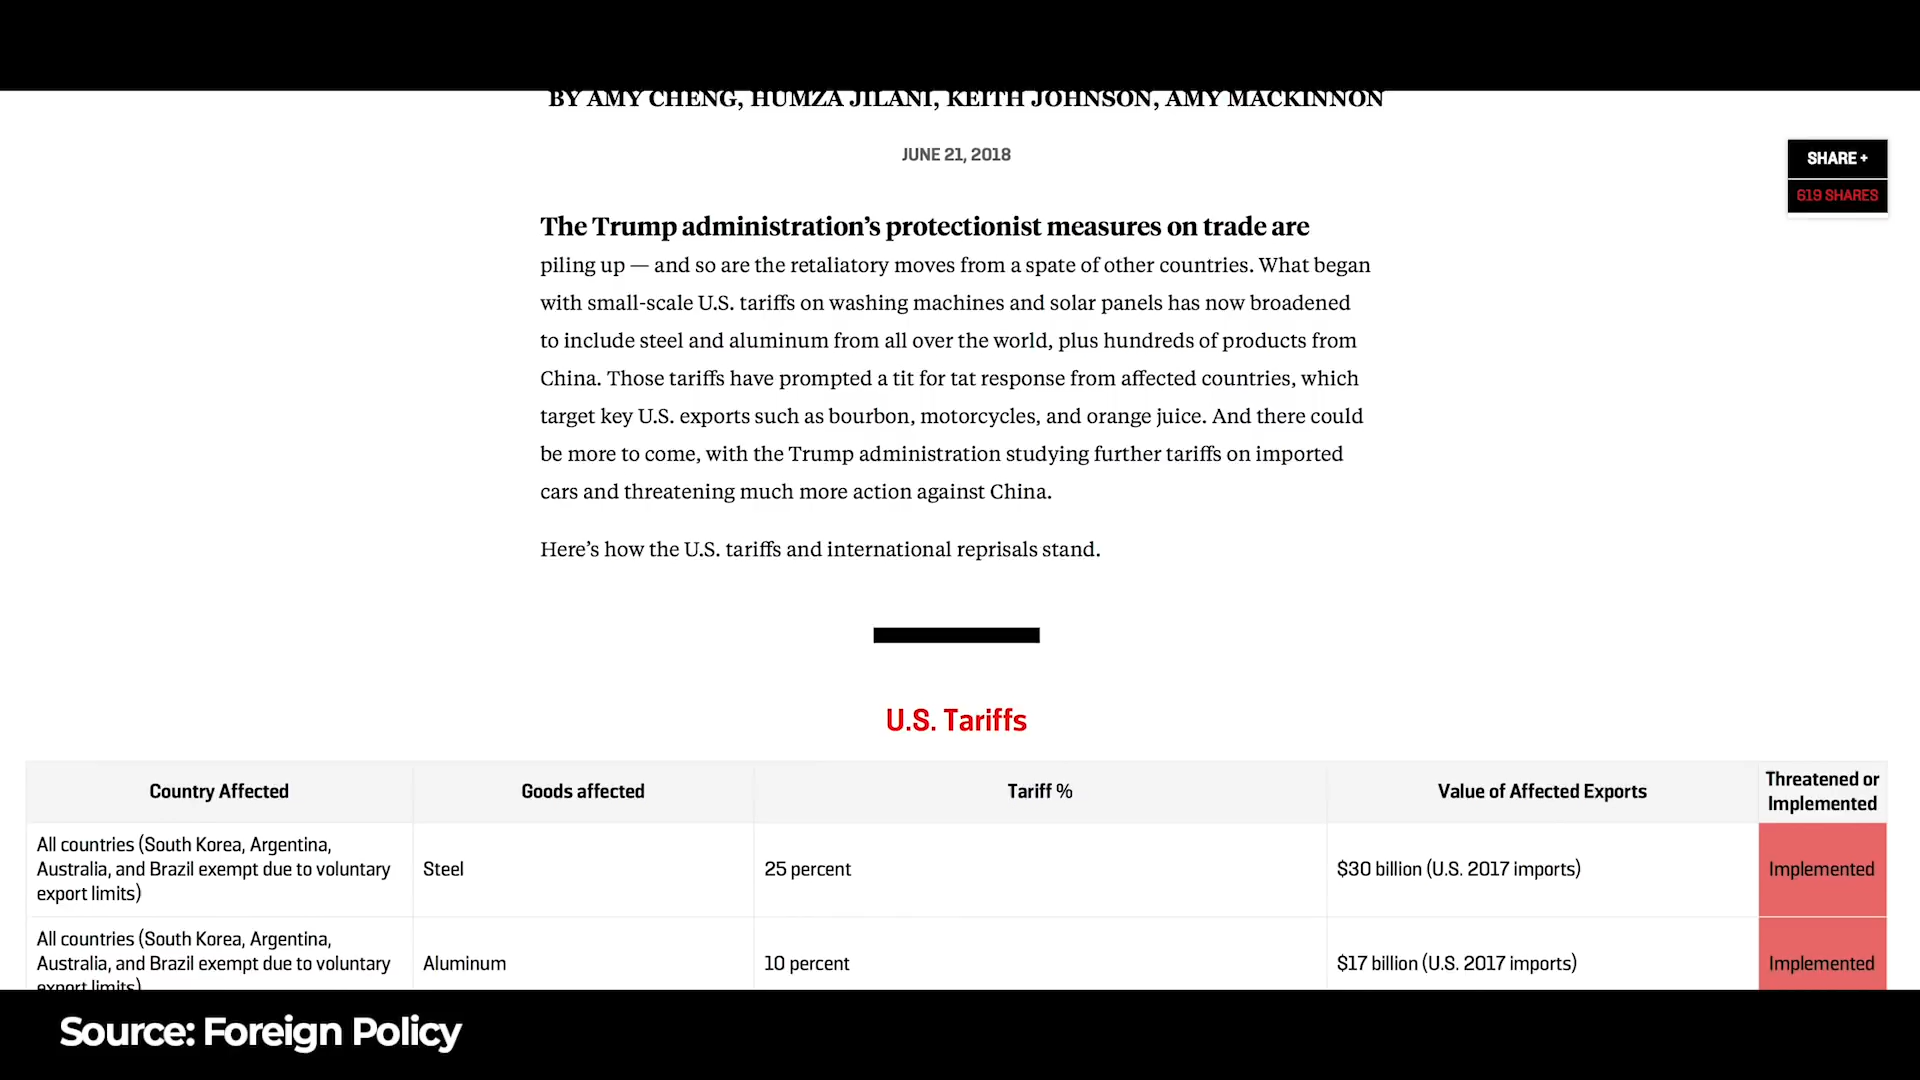 BY AMY CHENG, HUMZA JILANI, KEITH JOHNSON, AMY MACKINNON
JUNE 21, 2018
SHARE +
619 SHARES
The Trump administration’s protectionist measures on trade are
piling up — and so are the retaliatory moves from a spate of other countries. What began
with small-scale U.S. tariffs on washing machines and solar panels has now broadened
to include steel and aluminum from all over the world, plus hundreds of products from
China. Those tariffs have prompted a tit for tat response from affected countries, which
target key U.S. exports such as bourbon, motorcycles, and orange juice. And there could
be more to come, with the Trump administration studying further tariffs on imported
cars and threatening much more action against China.
Here’s how the U.S. tariffs and international reprisals stand.
U.S. Tariffs
Country Affected
Goods affected
Tariff %
Value of Affected Exports
Threatened or
Implemented
All countries (South Korea, Argentina,
Australia, and Brazil exempt due to voluntary
export limits)
Steel
25 percent
$30 billion (U.S. 2017 imports)
Implemented
All countries (South Korea, Argentina,
Australia, and Brazil exempt due to voluntary
export limits)
Aluminum
10 percent
$17 billion (U.S. 2017 imports)
Implemented
Source: Foreign Policy